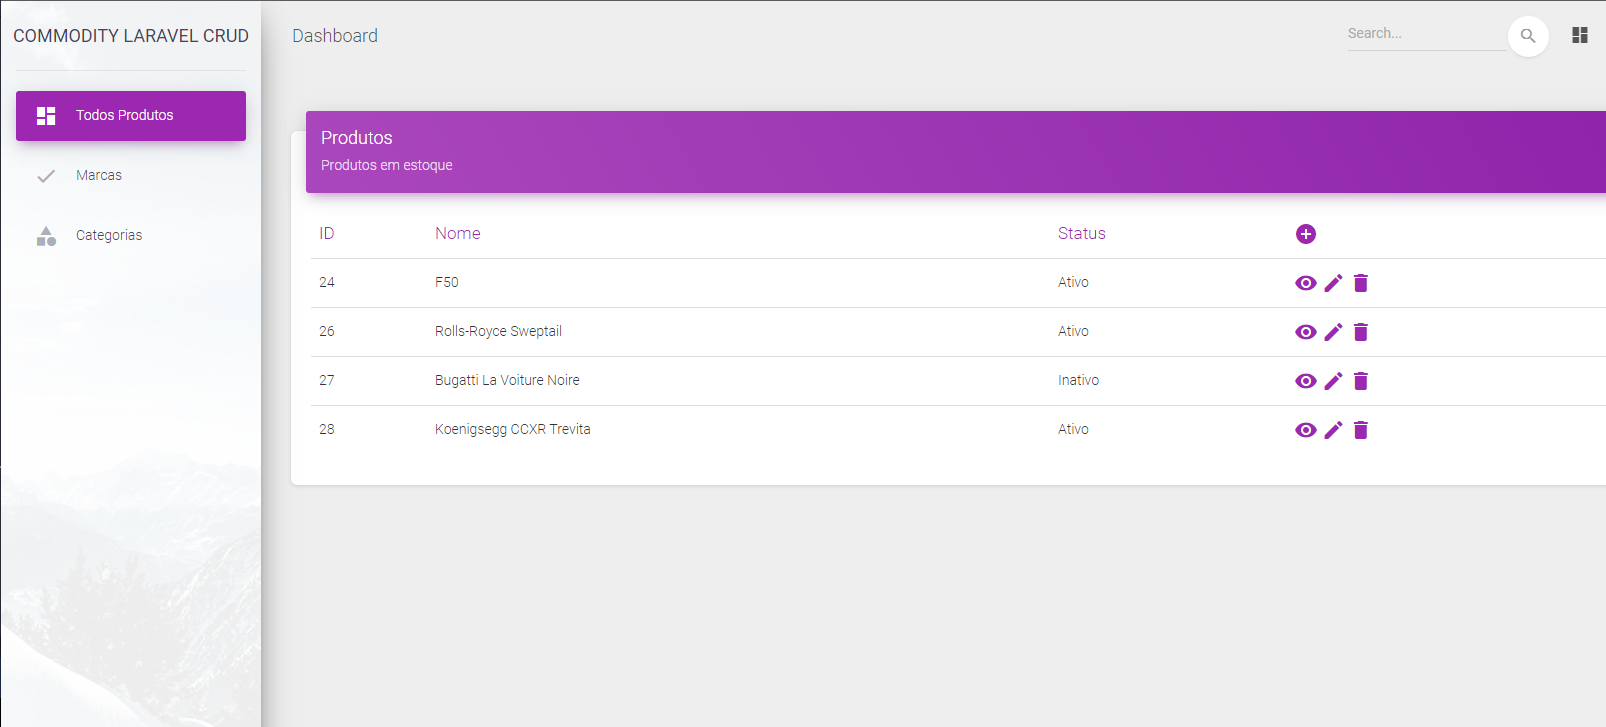 COMMODITY LARAVEL CRUD
Dashboard
Search...
Todos Produtos
Marcas
Categorias
Produtos
Produtos em estoque
ID Nome Status
24 F50 Ativo
26 Rolls-Royce Sweptail Ativo
27 Bugatti La Voiture Noire Inativo
28 Koenigsegg CCXR Trevita Ativo